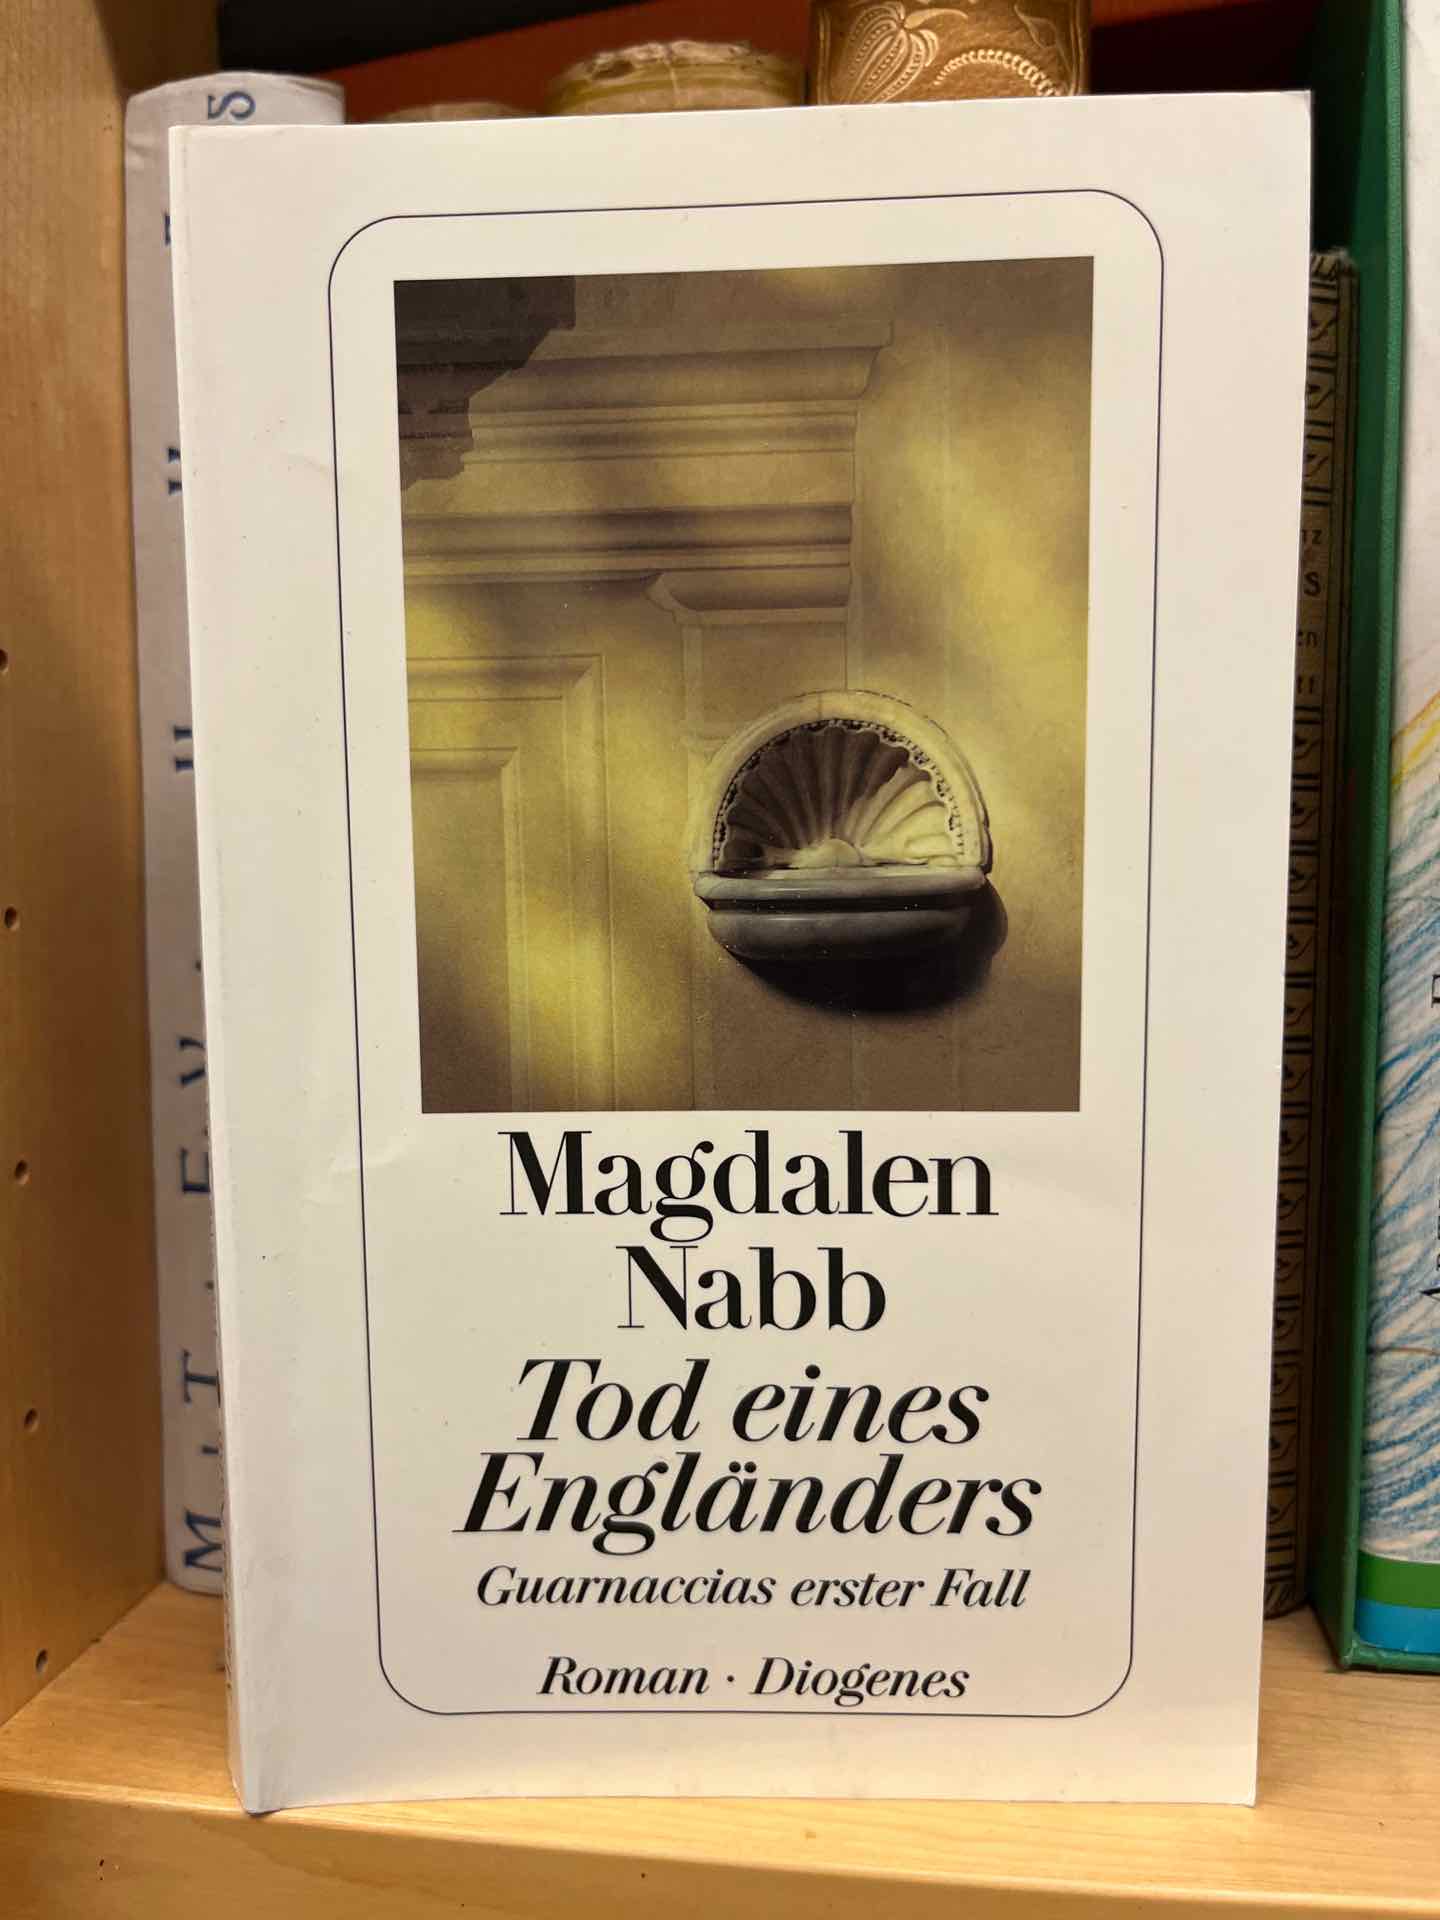 Magdalen
Nabb
Tod eines
Engländers
Guarnaccias erster Fall
Roman · Diogenes